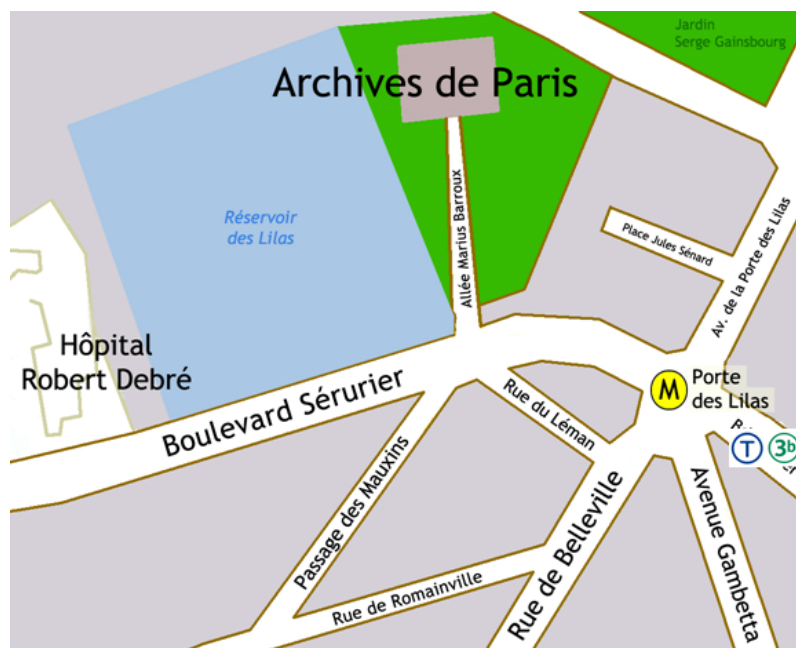 Jardin
Serge Gainsbourg
Archives de Paris
Allée Marius Barroux
Réservoir
des Lilas
Place Jules Sénard
Av. de la Porte des Lilas
Hôpital
Robert Debré
Boulevard Sérurier
M
Porte
des Lilas
Rue du Léman
T
3b
Passage des Mauxins
Rue de Belleville
Avenue Gambetta
Rue de Romainville